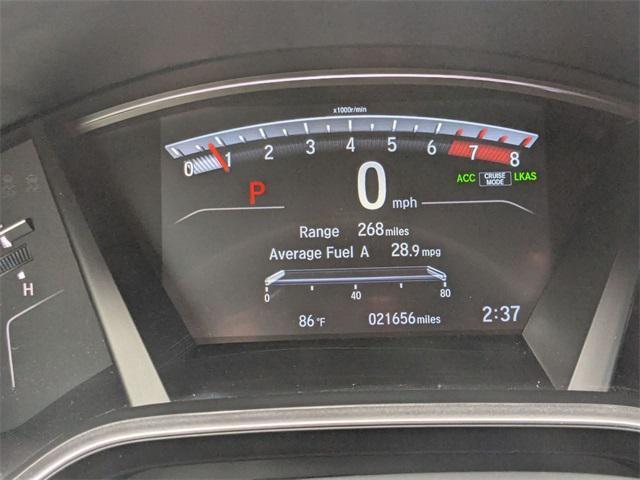 x1000r/min
0 1 2 3 4 5 6 7 8
ACC CRUISE MODE LKAS
P 0 mph
Range 268 miles
Average Fuel A 28.9 mpg
0 40 80
H
86 °F 021656 miles 2:37